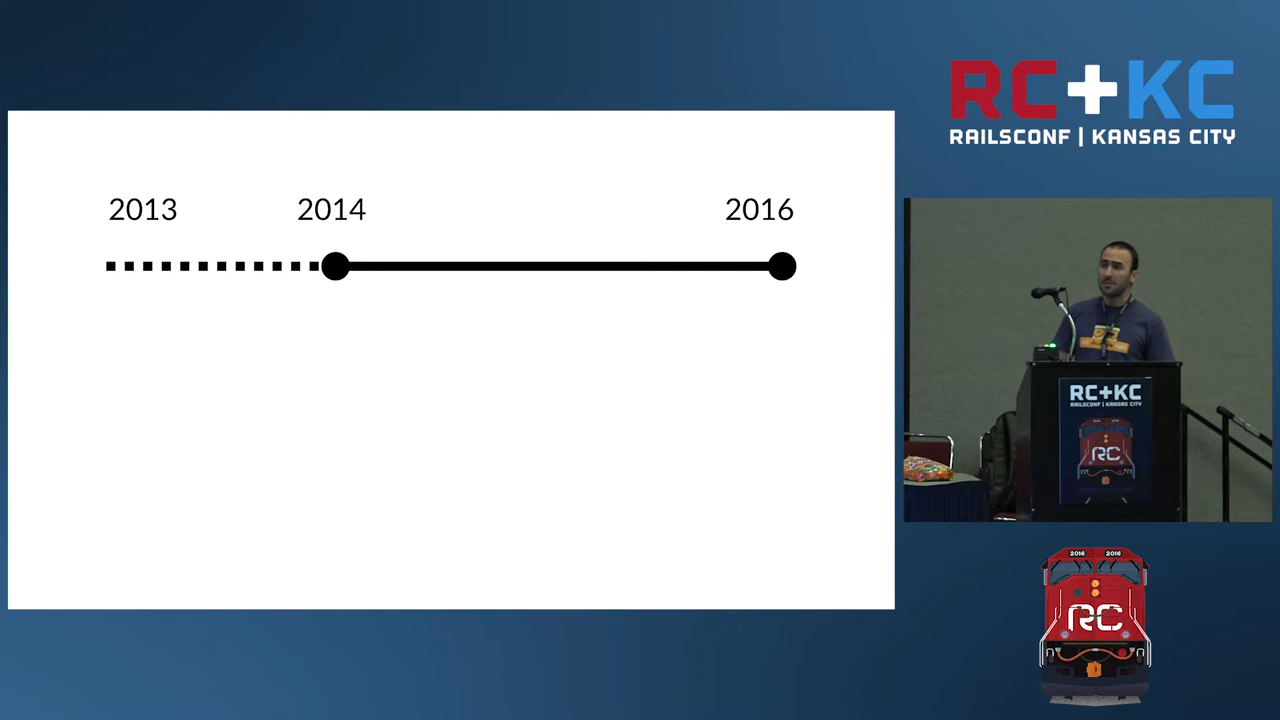 2013 2014 2016
RC+KC
RAILSCONF | KANSAS CITY
RC+KC
RAILSCONF | KANSAS CITY
RC
2016 2016
RC